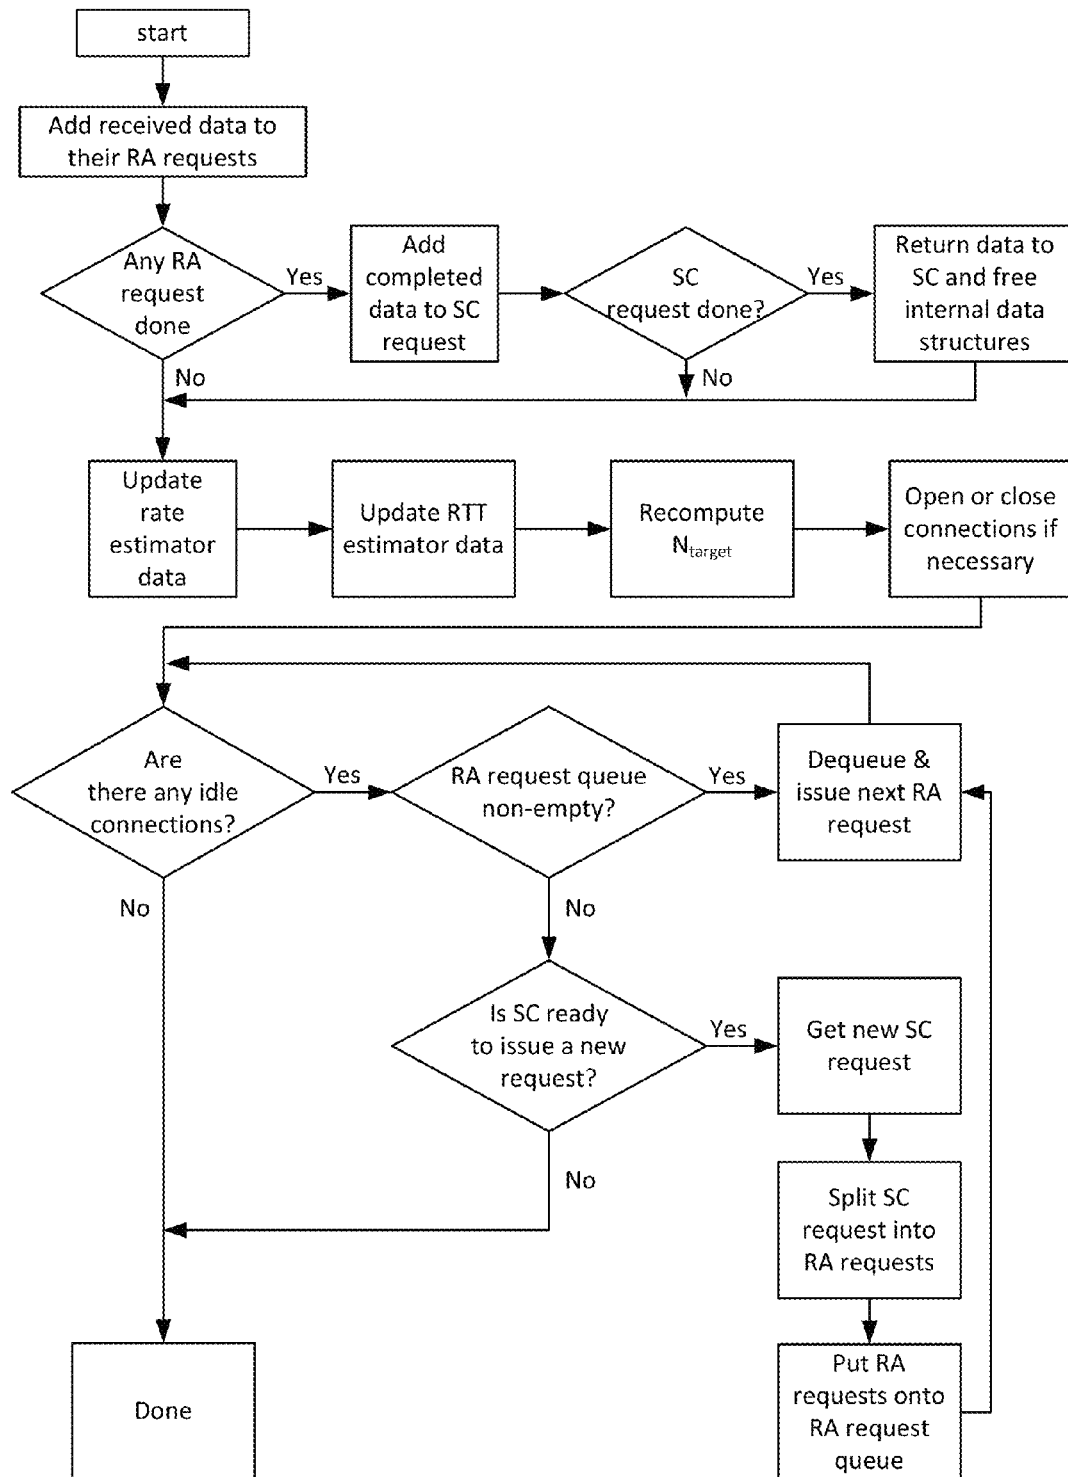 start
Add received data to
their RA requests
Any RA
request
done
Yes
Add
completed
data to SC
request
SC
request done?
Yes
Return data to
SC and free
internal data
structures
No
No
Update
rate
estimator
data
Update RTT
estimator data
Recompute
Ntarget
Open or close
connections if
necessary
Are
there any idle
connections?
Yes
RA request queue
non-empty?
Yes
Dequeue &
issue next RA
request
No
No
Is SC ready
to issue a new
request?
Yes
Get new SC
request
No
Split SC
request into
RA requests
Done
Put RA
requests onto
RA request
queue